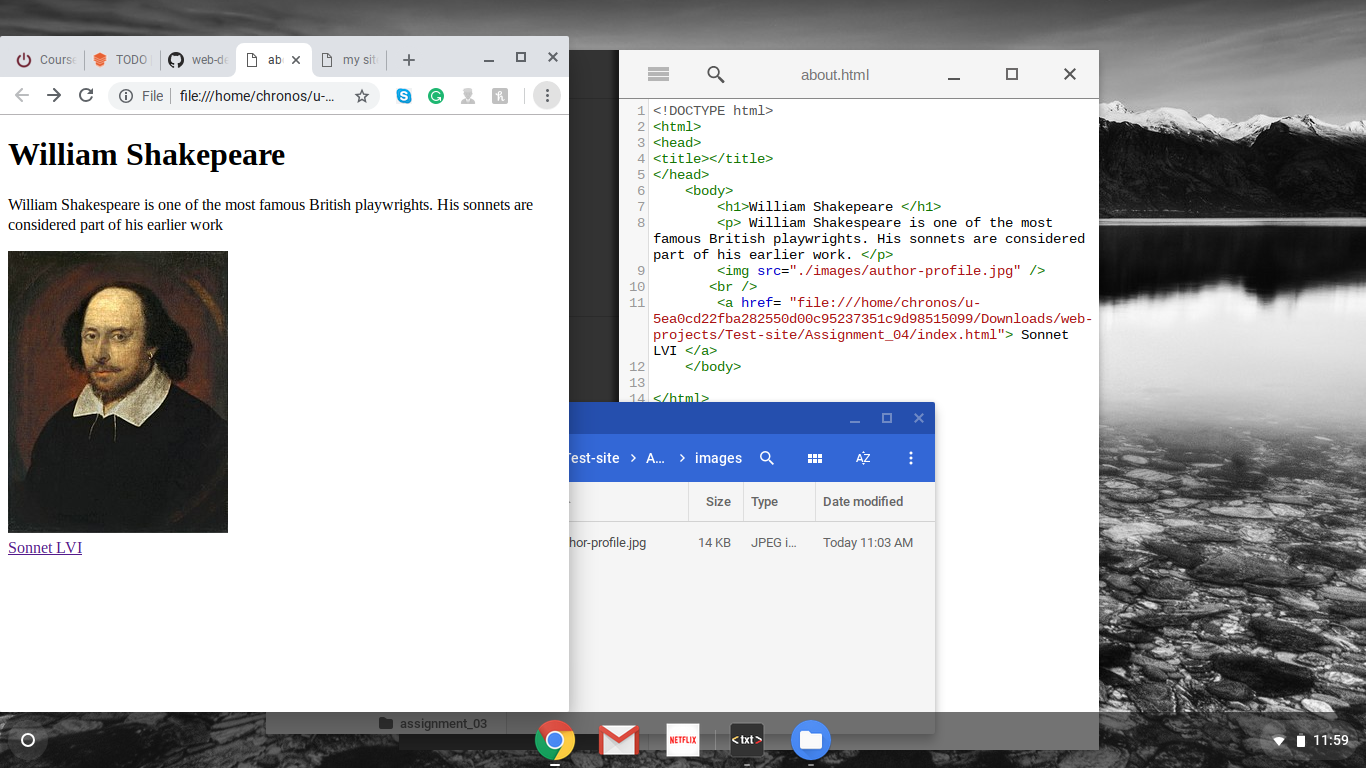 Course
TODO
web-de
ab
my sit
File
file:///home/chronos/u-...
William Shakepeare
William Shakespeare is one of the most famous British playwrights. His sonnets are
considered part of his earlier work
Sonnet LVI
about.html
1 <!DOCTYPE html>
2 <html>
3 <head>
4 <title></title>
5 </head>
6 <body>
7 <h1>William Shakepeare </h1>
8 <p> William Shakespeare is one of the most
famous British playwrights. His sonnets are considered
part of his earlier work. </p>
9 <img src="./images/author-profile.jpg" />
10 <br />
11 <a href= "file:///home/chronos/u-
5ea0cd22fba282550d00c95237351c9d98515099/Downloads/web-
projects/Test-site/Assignment_04/index.html"> Sonnet
LVI </a>
12 </body>
13
14 </html>
Test-site > A... > images
AZ
Size Type Date modified
hor-profile.jpg 14 KB JPEG i... Today 11:03 AM
assignment_03
NETFLIX
<txt>
11:59